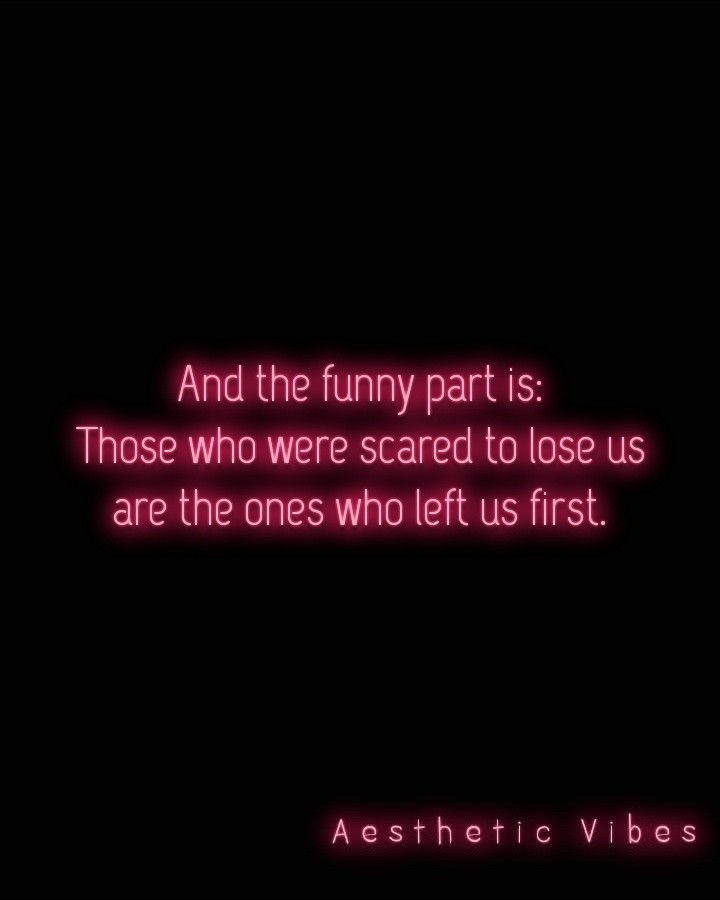 And the funny part is:
Those who were scared to lose us
are the ones who left us first.
Aesthetic Vibes